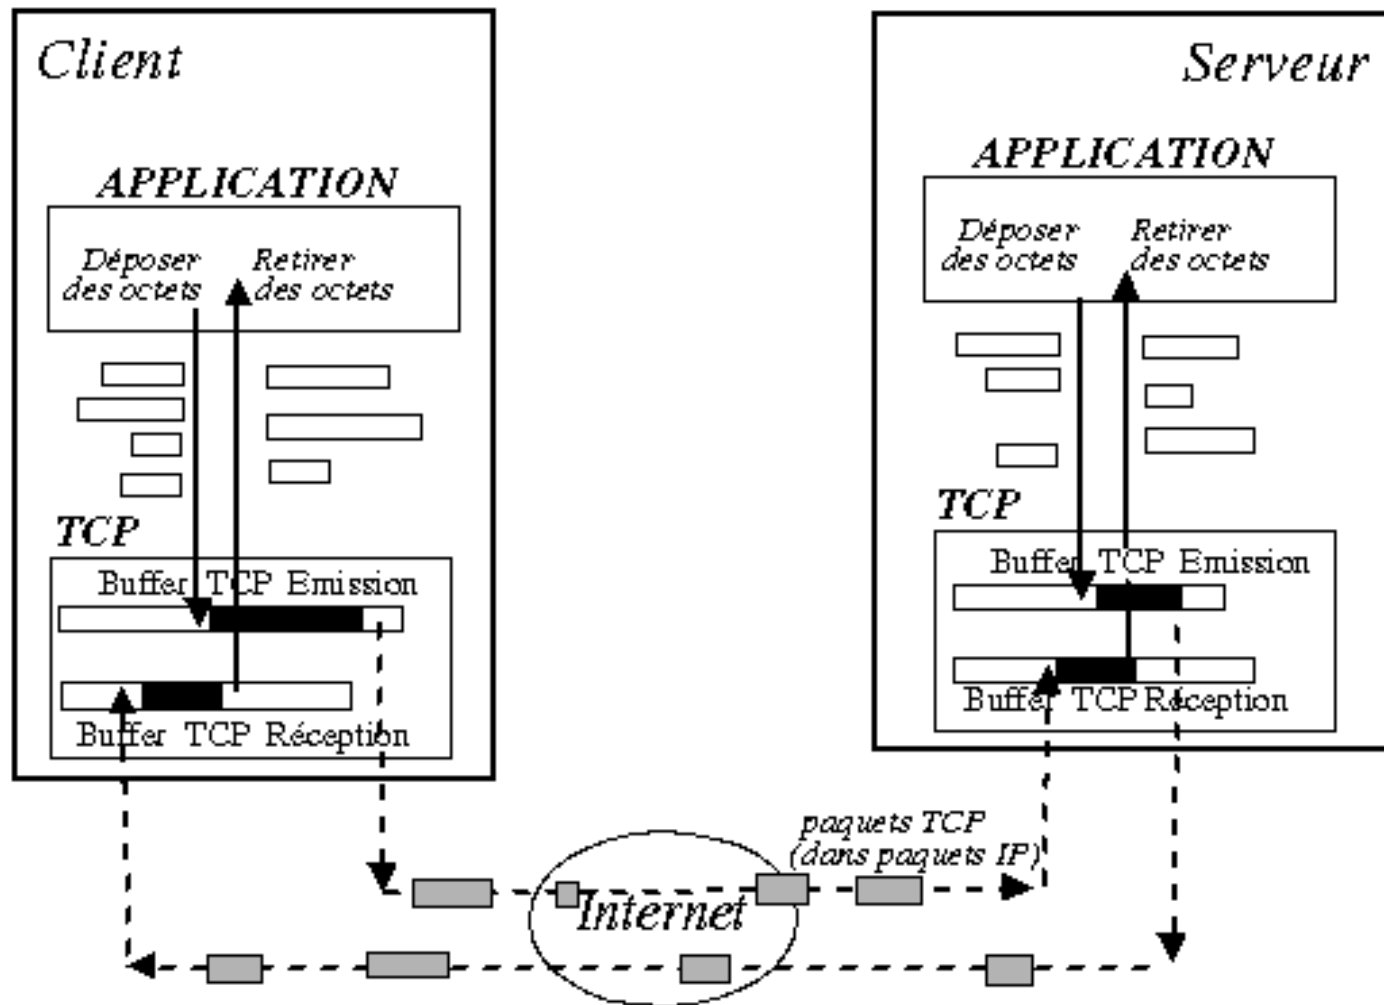 Client
APPLICATION
Déposer
des octets
Retirer
des octets
TCP
Buffer TCP Emission
Buffer TCP Réception
Serveur
APPLICATION
Déposer
des octets
Retirer
des octets
TCP
Buffer TCP Emission
Buffer TCP Réception
paquets TCP
(dans paquets IP)
Internet